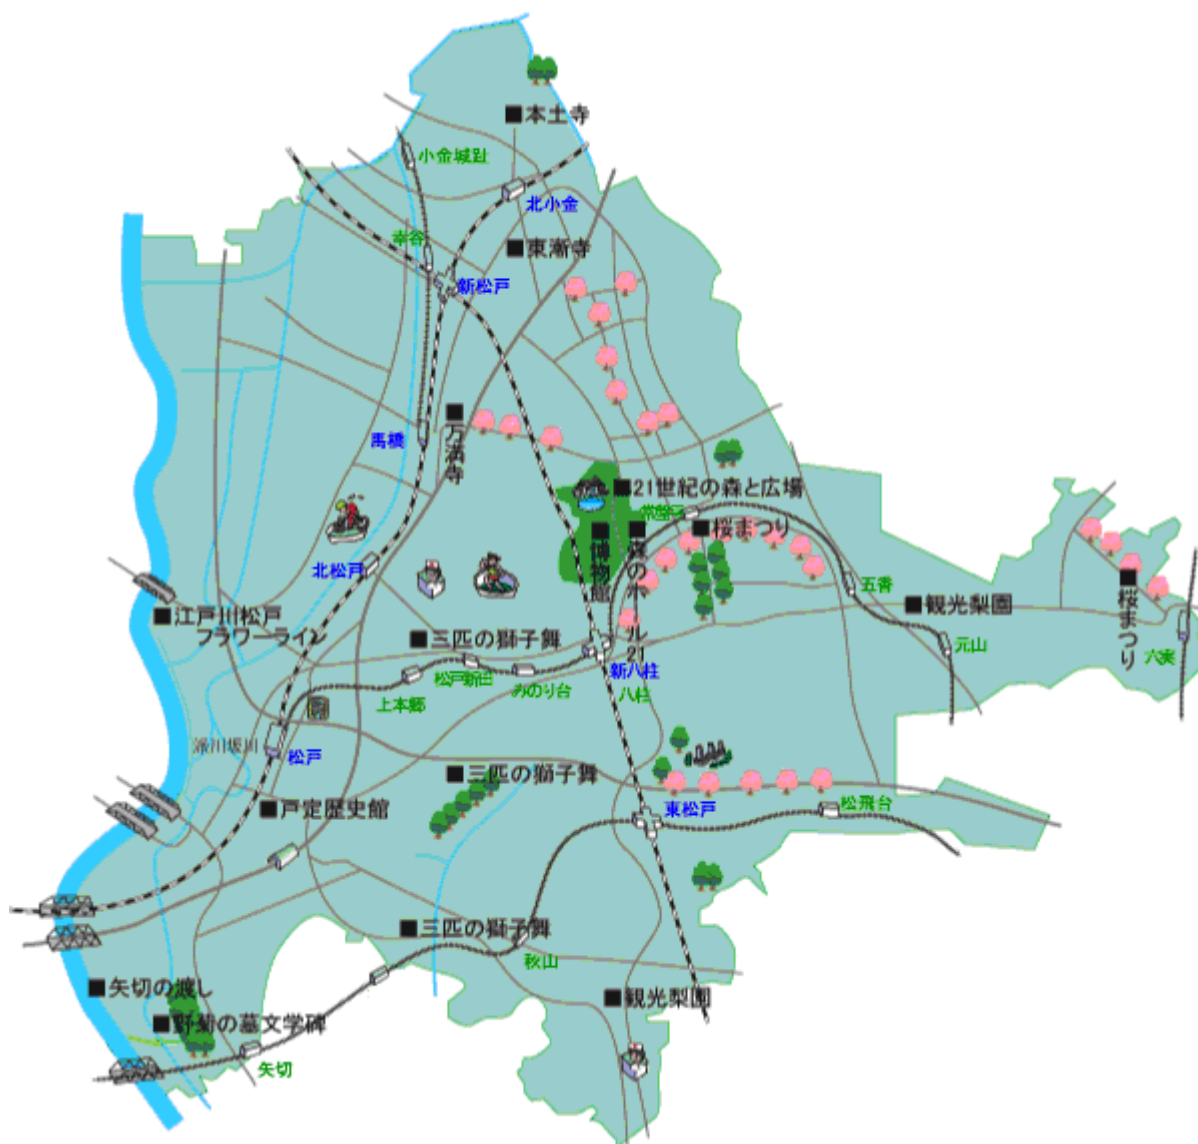 ■本土寺
小金城趾
北小金
幸谷
■東漸寺
新松戸
■万満寺
馬橋
■21世紀の森と広場
常盤平
■博物館
■森のホール21
■桜まつり
北松戸
五香
■江戸川松戸
フラワーライン
■三匹の獅子舞
■観光梨園
■桜まつり
元山
六実
松戸新田
みのり台
新八柱
八柱
上本郷
松戸
■三匹の獅子舞
東松戸
松飛台
■戸定歴史館
■三匹の獅子舞
秋山
■矢切の渡し
■観光梨園
■野菊の墓文学碑
矢切